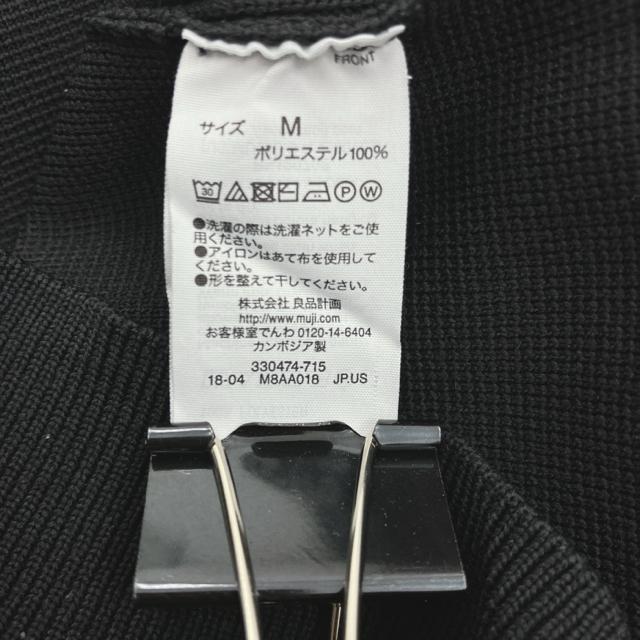 FRONT
サイズ M
ポリエステル100%
30 P W
●洗濯の際は洗濯ネットをご使
用ください。
●アイロンはあて布を使用して
ください。
●形を整えて干してください。
株式会社 良品計画
http://www.muji.com
お客様室でんわ 0120-14-6404
カンボジア製
330474-715
18-04 M8AA018 JP.US